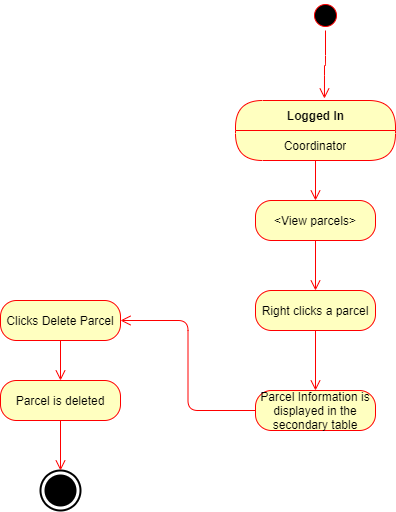 Logged In
Coordinator
<View parcels>
Right clicks a parcel
Parcel Information is
displayed in the
secondary table
Clicks Delete Parcel
Parcel is deleted